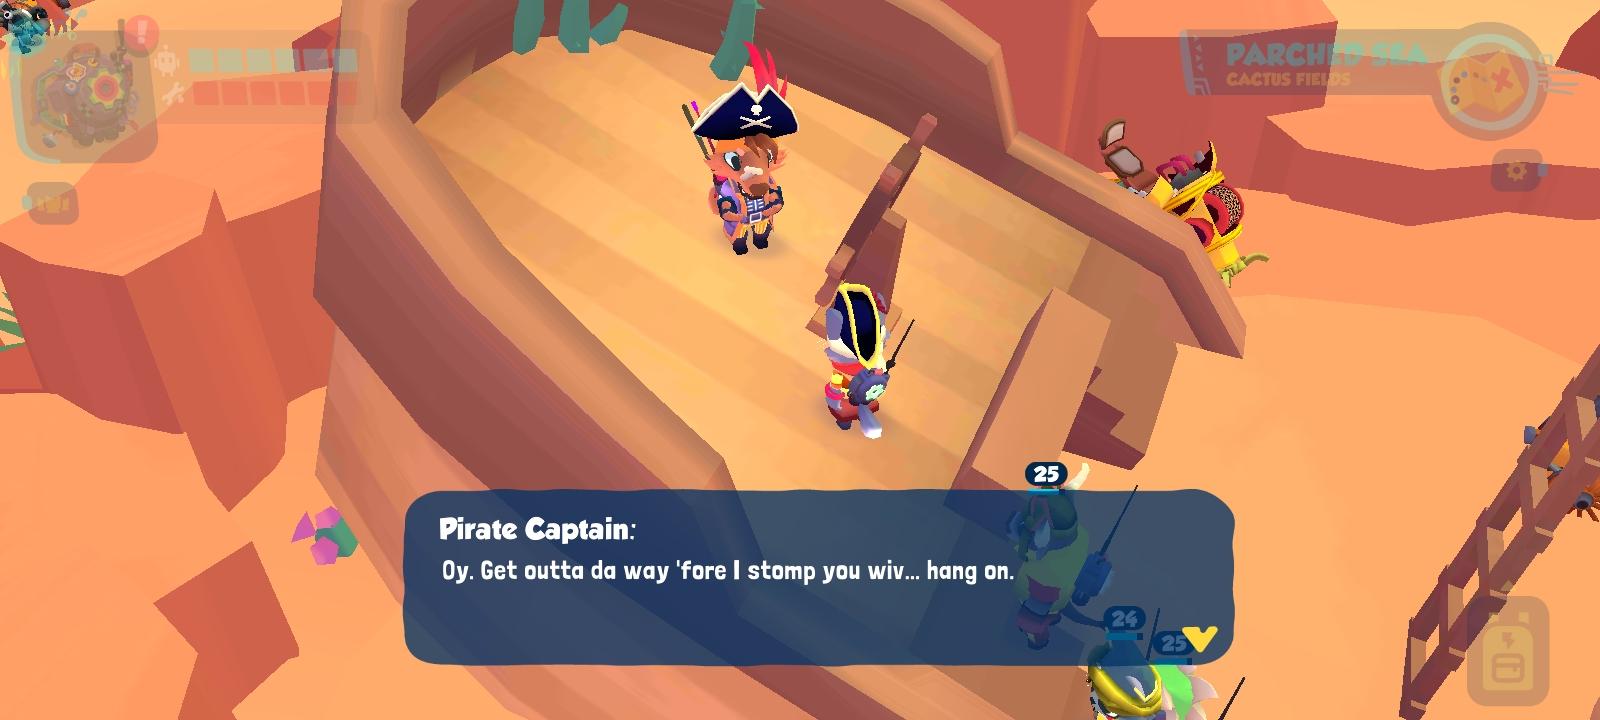 PARCHED SEA
CACTUS FIELDS
25
Pirate Captain:
Oy. Get outta da way 'fore I stomp you wiv... hang on.
24
25